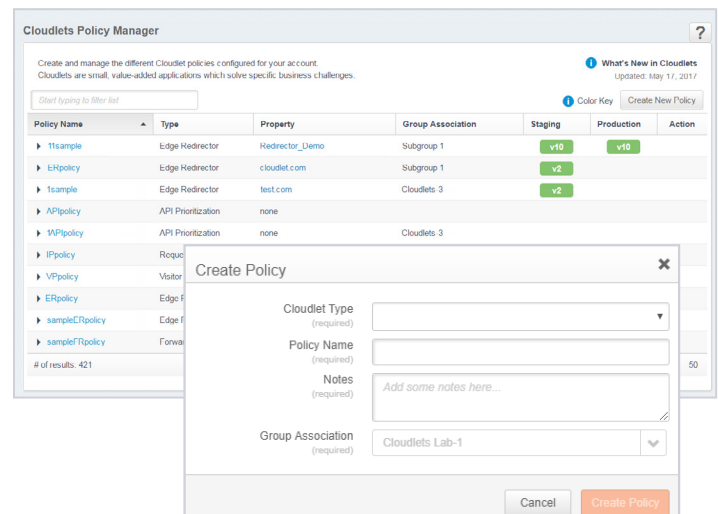 Cloudlets Policy Manager
?
Create and manage the different Cloudlet policies configured for your account.
Cloudlets are small, value-added applications which solve specific business challenges.
What's New in Cloudlets
Updated: May 17, 2017
Start typing to filter list
Color Key
Create New Policy
Policy Name Type Property Group Association Staging Production Action
11sample Edge Redirector Redirector_Demo Subgroup 1 v10 v10
ERpolicy Edge Redirector cloudlet.com Subgroup 1 v2
1sample Edge Redirector test.com Cloudlets-3 v2
APIpolicy API Prioritization none
1APIpolicy API Prioritization none Cloudlets 3
IPpolicy
VPpolicy Visitor
ERpolicy Edge
sampleERpolicy Edge
sampleFRpolicy
# of results: 421
50
Create Policy
Cloudlet Type
(required)
Policy Name
(required)
Notes
(required)
Add some notes here...
Group Association
(required)
Cloudlets Lab-1
Cancel
Create Policy